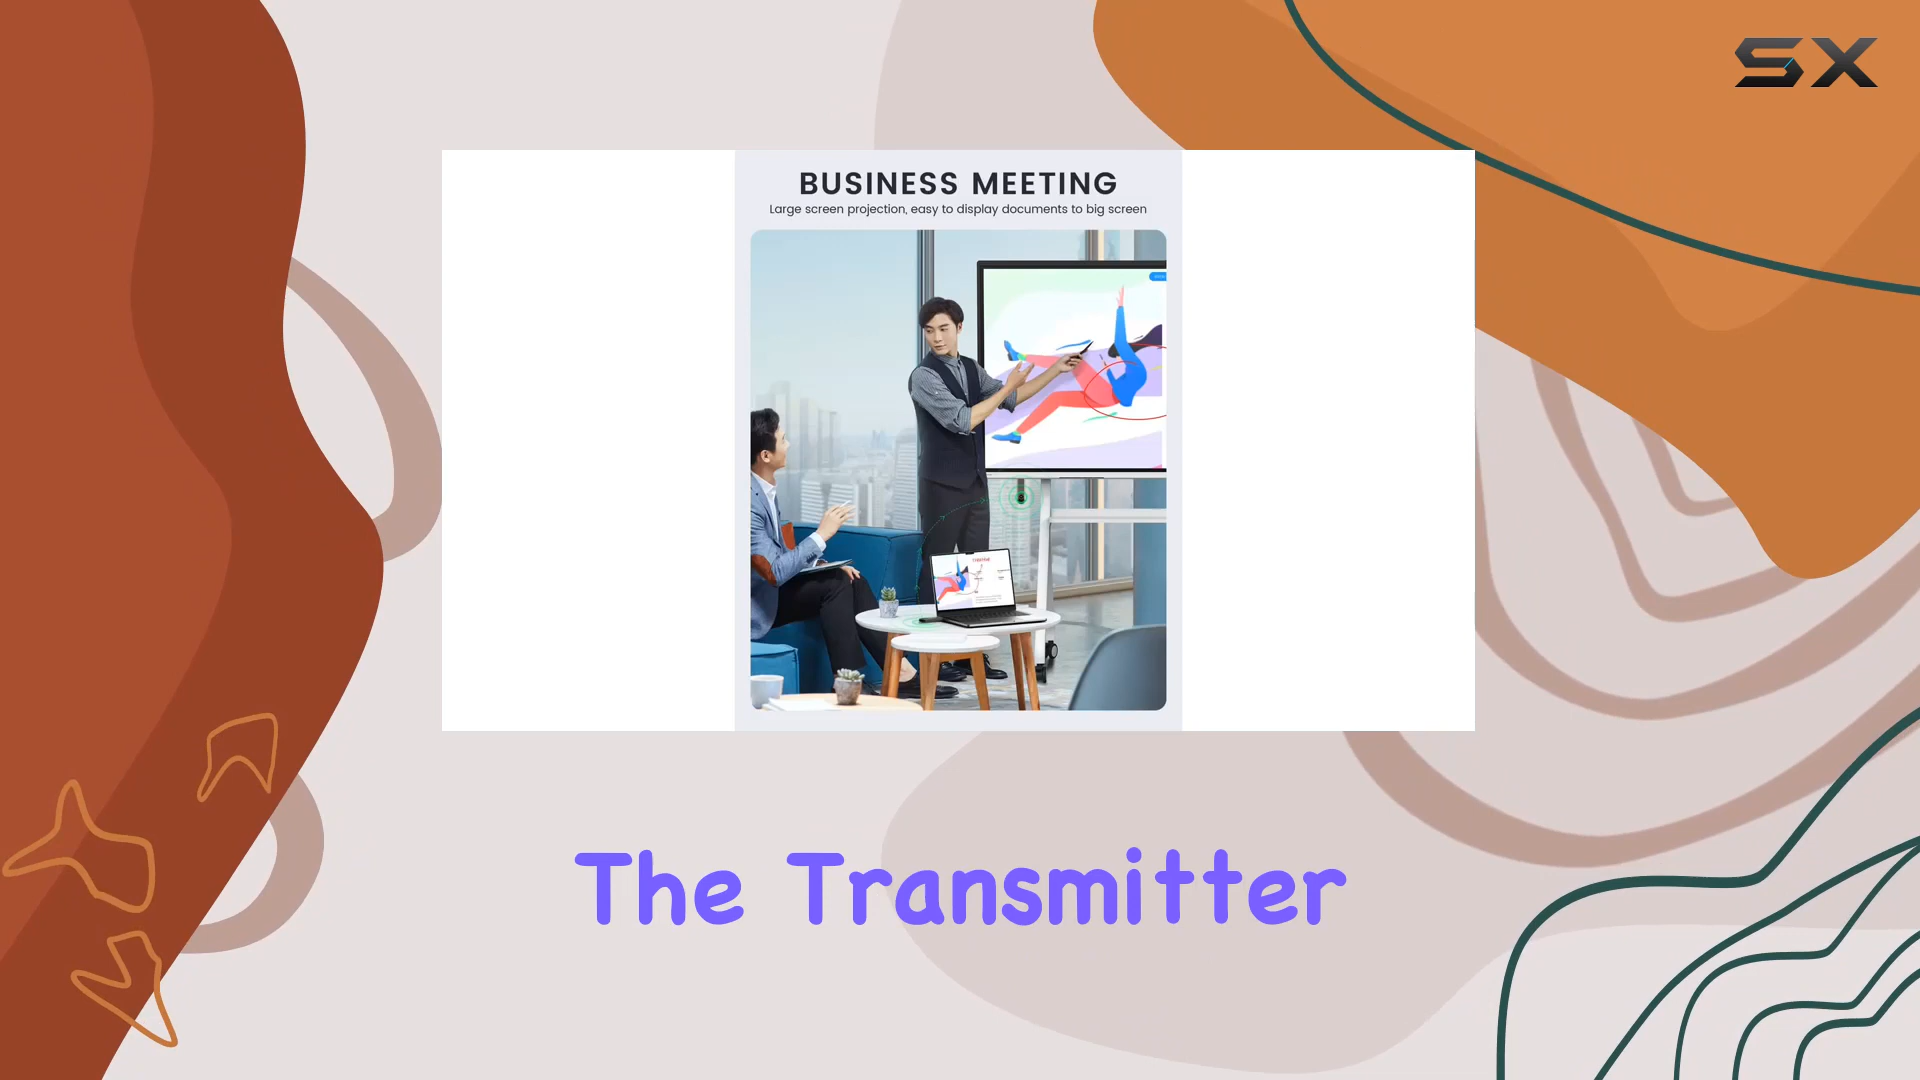 SX
BUSINESS MEETING
Large screen projection, easy to display documents to big screen
The Transmitter